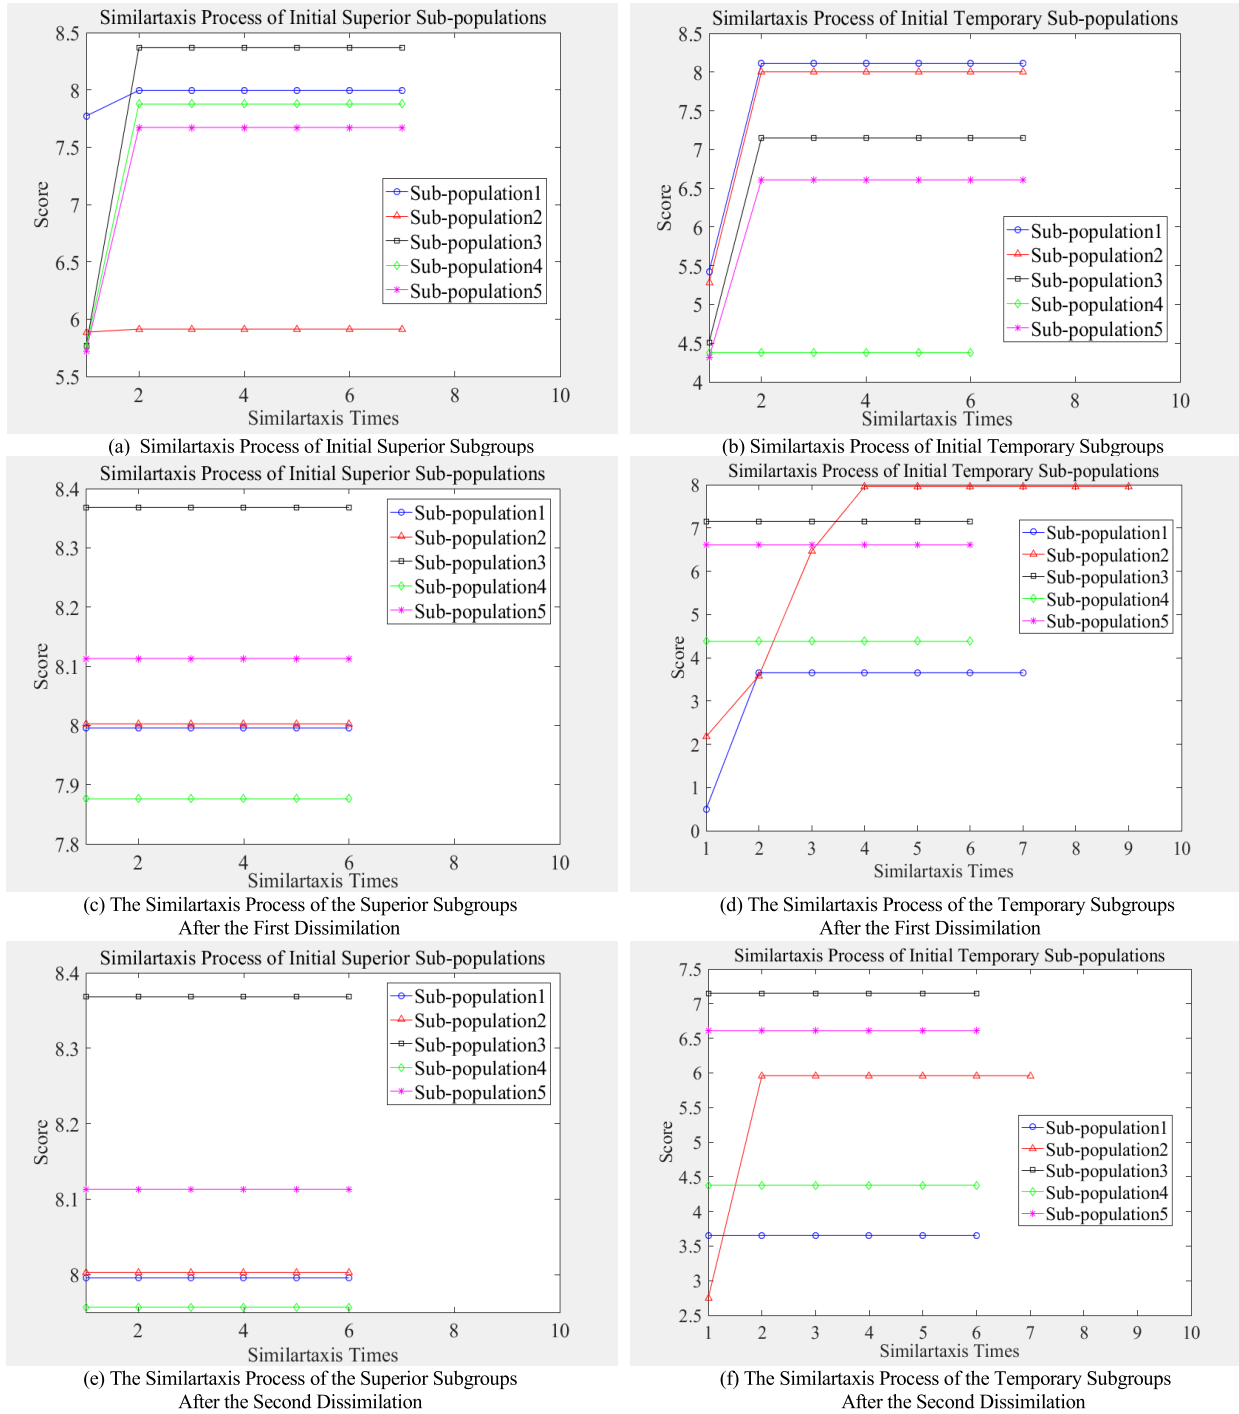 Similartaxis Process of Initial Superior Sub-populations
8.5
8
7.5
7
6.5
6
5.5
Score
2
4
6
8
10
Similartaxis Times
Sub-population1
Sub-population2
Sub-population3
Sub-population4
Sub-population5
(a) Similartaxis Process of Initial Superior Subgroups
Similartaxis Process of Initial Temporary Sub-populations
8.5
8
7.5
7
6.5
6
5.5
5
4.5
4
Score
2
4
6
8
10
Similartaxis Times
Sub-population1
Sub-population2
Sub-population3
Sub-population4
Sub-population5
(b) Similartaxis Process of Initial Temporary Subgroups
Similartaxis Process of Initial Superior Sub-populations
8.4
8.3
8.2
8.1
8
7.9
7.8
Score
2
4
6
8
10
Similartaxis Times
Sub-population1
Sub-population2
Sub-population3
Sub-population4
Sub-population5
(c) The Similartaxis Process of the Superior Subgroups
After the First Dissimilation
Similartaxis Process of Initial Temporary Sub-populations
8
7
6
5
4
3
2
1
0
Score
1
2
3
4
5
6
7
8
9
10
Similartaxis Times
Sub-population1
Sub-population2
Sub-population3
Sub-population4
Sub-population5
(d) The Similartaxis Process of the Temporary Subgroups
After the First Dissimilation
Similartaxis Process of Initial Superior Sub-populations
8.4
8.3
8.2
8.1
8
Score
2
4
6
8
10
Similartaxis Times
Sub-population1
Sub-population2
Sub-population3
Sub-population4
Sub-population5
(e) The Similartaxis Process of the Superior Subgroups
After the Second Dissimilation
Similartaxis Process of Initial Temporary Sub-populations
7.5
7
6.5
6
5.5
5
4.5
4
3.5
3
2.5
Score
1
2
3
4
5
6
7
8
9
10
Similartaxis Times
Sub-population1
Sub-population2
Sub-population3
Sub-population4
Sub-population5
(f) The Similartaxis Process of the Temporary Subgroups
After the Second Dissimilation